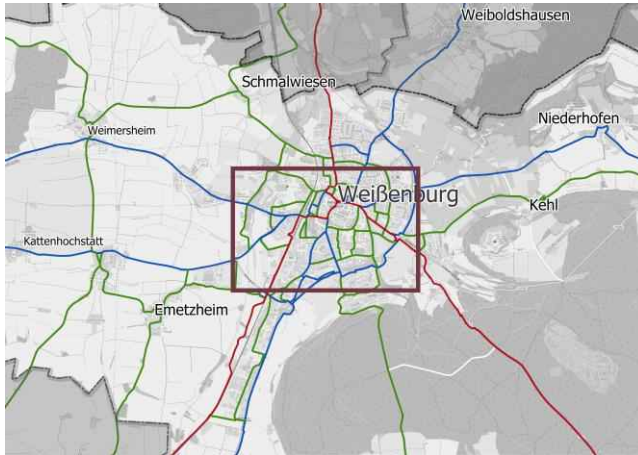 Weiboldshausen
Schmalwiesen
Niederhofen
Weimersheim
Weißenburg
Kehl
Kattenhochstatt
Emetzheim